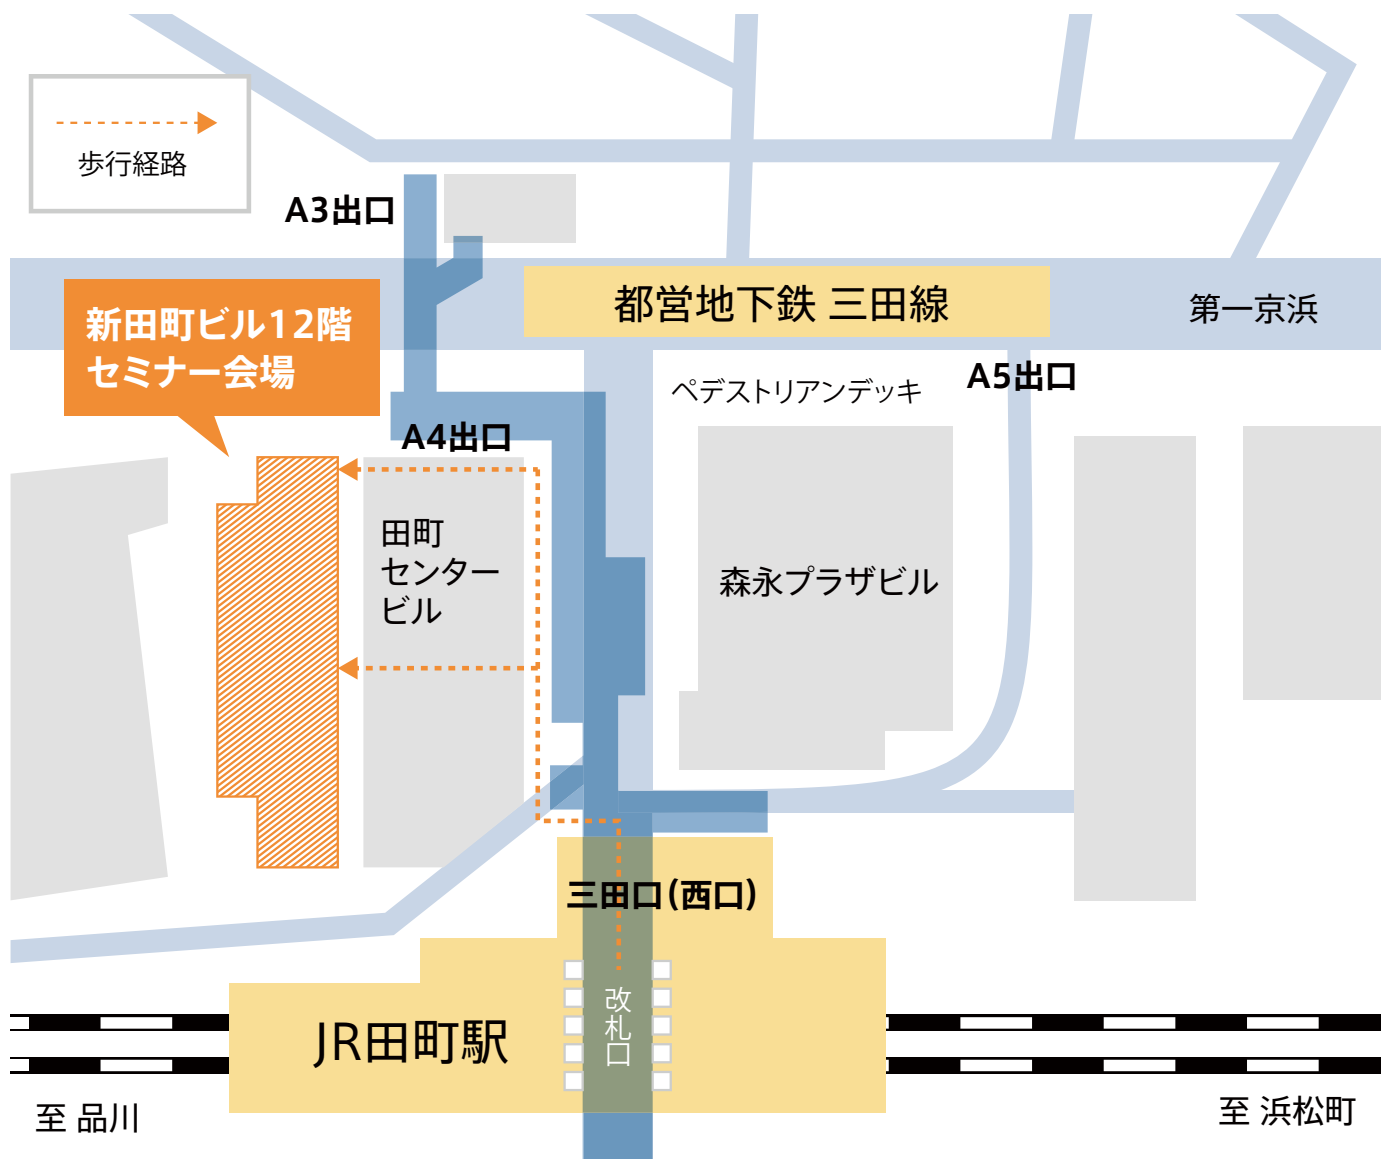 歩行経路
A3出口
新田町ビル12階
セミナー会場
都営地下鉄 三田線
第一京浜
ペデストリアンデッキ
A5出口
A4出口
田町
センター
ビル
森永プラザビル
三田口(西口)
改札口
JR田町駅
至 品川
至 浜松町